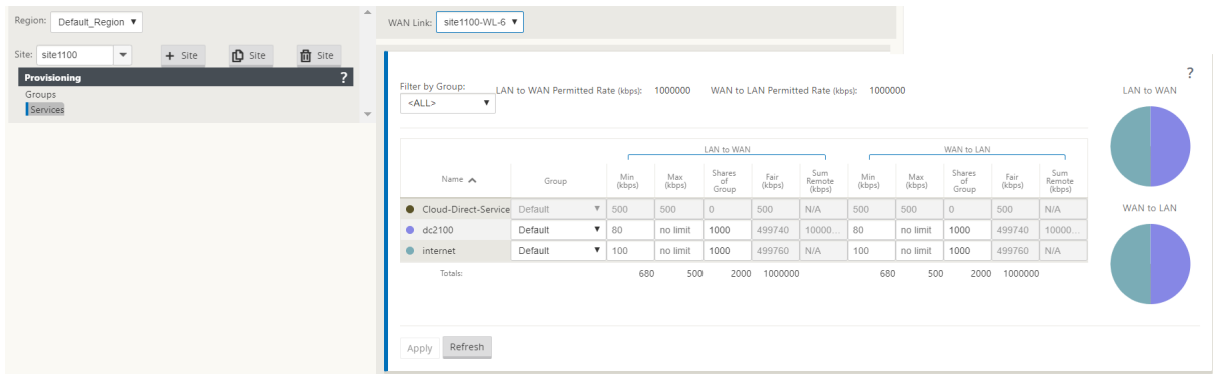 Region: Default_Region
Site: site1100 + Site Site Site
Provisioning ?
Groups
Services
WAN Link: site1100-WL-6
?
Filter by Group: LAN to WAN Permitted Rate (kbps): 1000000 WAN to LAN Permitted Rate (kbps): 1000000
<ALL>
LAN to WAN WAN to LAN
Name Group Min (kbps) Max (kbps) Shares of Group Fair (kbps) Sum Remote (kbps) Min (kbps) Max (kbps) Shares of Group Fair (kbps) Sum Remote (kbps)
Cloud-Direct-Service Default 500 500 0 500 N/A 500 500 0 500 N/A
dc2100 Default 80 no limit 1000 499740 10000... 80 no limit 1000 499740 10000...
internet Default 100 no limit 1000 499760 N/A 100 no limit 1000 499760 N/A
Totals: 680 500 2000 1000000 680 500 2000 1000000
LAN to WAN
WAN to LAN
Apply Refresh